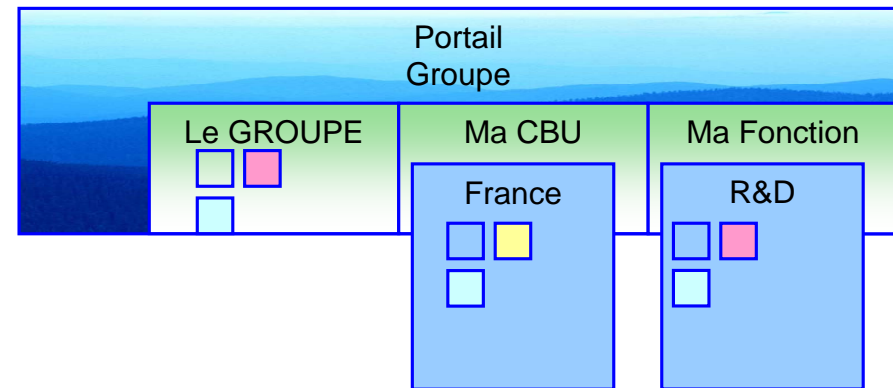 Portail
Groupe
Le GROUPE
Ma CBU
Ma Fonction
France
R&D